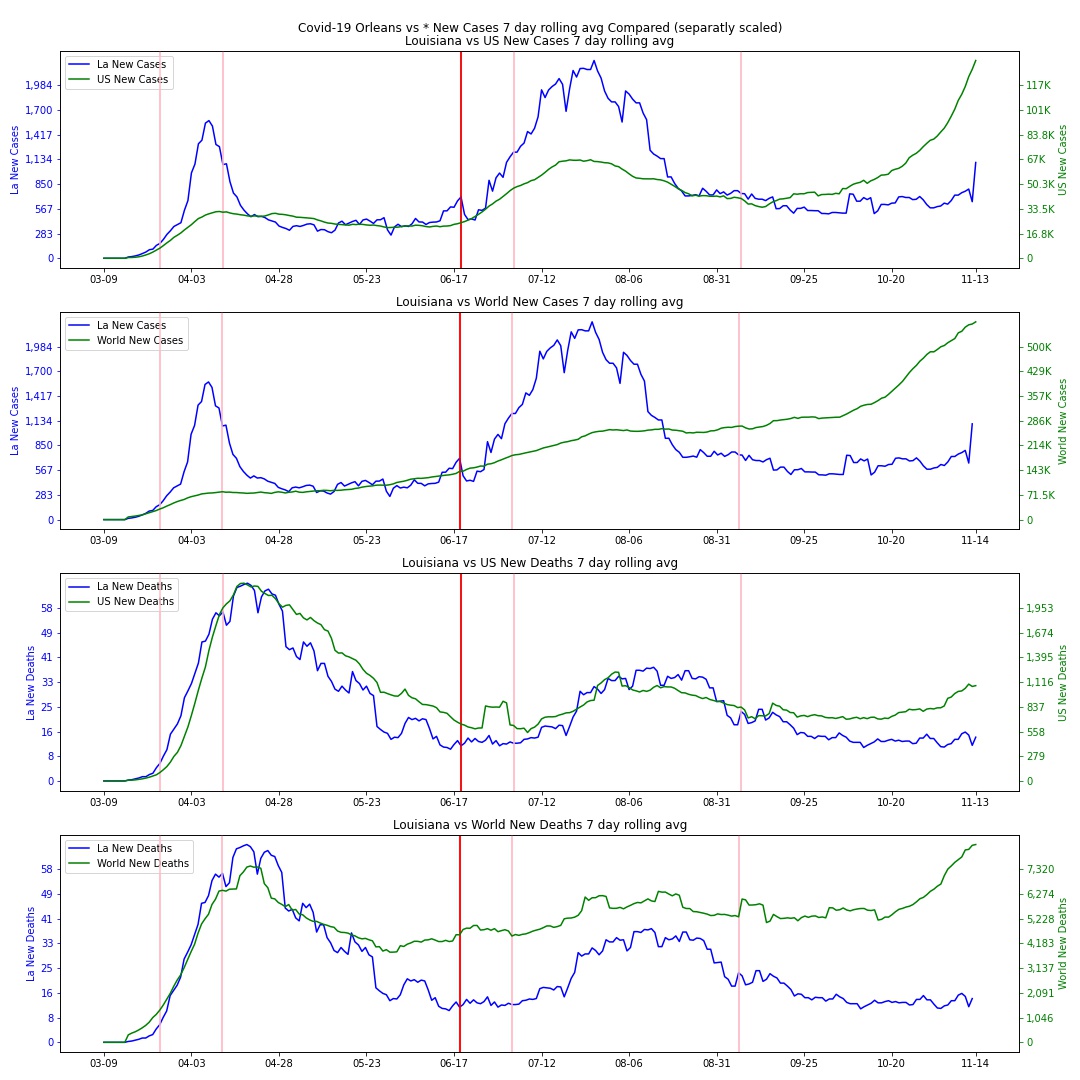 Covid-19 Orleans vs * New Cases 7 day rolling avg Compared (separatly scaled)
Louisiana vs US New Cases 7 day rolling avg
La New Cases
US New Cases
1,984
1,700
1,417
1,134
850
567
283
0
La New Cases
117K
101K
83.8K
67K
50.3K
33.5K
16.8K
0
US New Cases
03-09 04-03 04-28 05-23 06-17 07-12 08-06 08-31 09-25 10-20 11-13
Louisiana vs World New Cases 7 day rolling avg
La New Cases
World New Cases
1,984
1,700
1,417
1,134
850
567
283
0
La New Cases
500K
429K
357K
286K
214K
143K
71.5K
0
World New Cases
03-09 04-03 04-28 05-23 06-17 07-12 08-06 08-31 09-25 10-20 11-14
Louisiana vs US New Deaths 7 day rolling avg
La New Deaths
US New Deaths
58
49
41
33
25
16
8
0
La New Deaths
1,953
1,674
1,395
1,116
837
558
279
0
US New Deaths
03-09 04-03 04-28 05-23 06-17 07-12 08-06 08-31 09-25 10-20 11-13
Louisiana vs World New Deaths 7 day rolling avg
La New Deaths
World New Deaths
58
49
41
33
25
16
8
0
La New Deaths
7,320
6,274
5,228
4,183
3,137
2,091
1,046
0
World New Deaths
03-09 04-03 04-28 05-23 06-17 07-12 08-06 08-31 09-25 10-20 11-14